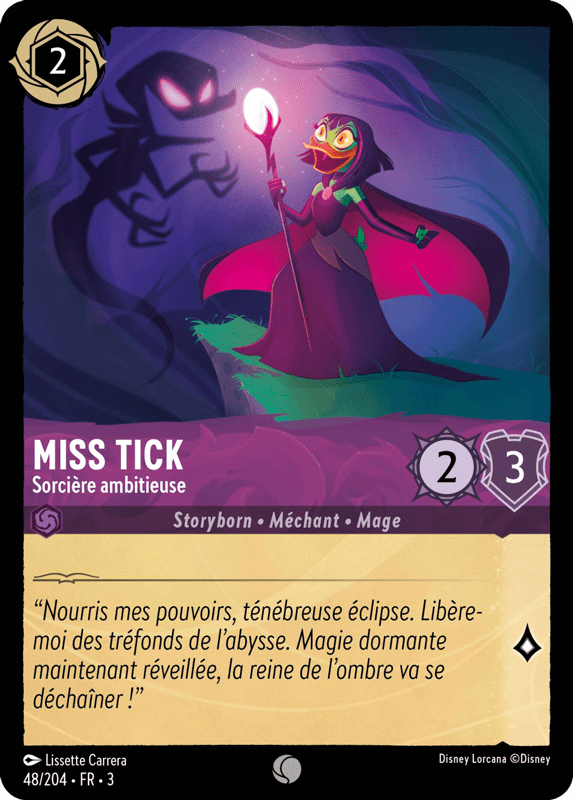 2
MISS TICK
Sorcière ambitieuse
2
3
Storyborn • Méchant • Mage
“Nourris mes pouvoirs, ténébreuse éclipse. Libère-
moi des tréfonds de l’abysse. Magie dormante
maintenant réveillée, la reine de l’ombre va se
déchaîner !”
Lissette Carrera
Disney Lorcana ©Disney
48/204 • FR • 3